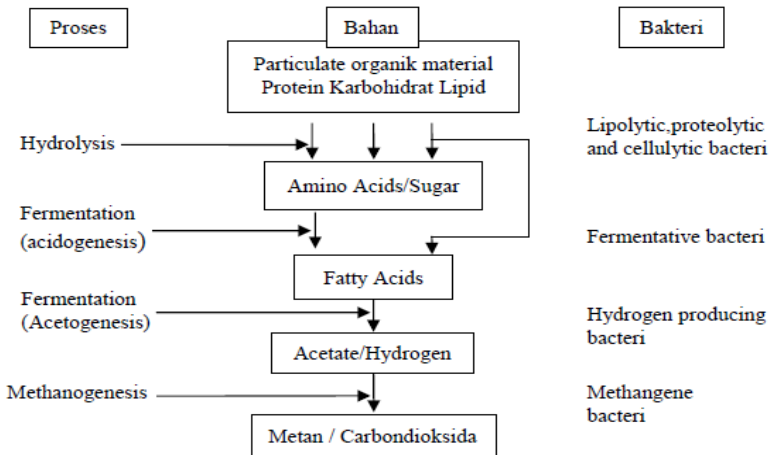 Proses
Bahan
Bakteri
Particulate organik material
Protein Karbohidrat Lipid
Hydrolysis
Lipolytic,proteolytic
and cellulytic bacteri
Amino Acids/Sugar
Fermentation
(acidogenesis)
Fermentative bacteri
Fatty Acids
Fermentation
(Acetogenesis)
Hydrogen producing
bacteri
Acetate/Hydrogen
Methanogenesis
Methangene
bacteri
Metan / Carbondioksida